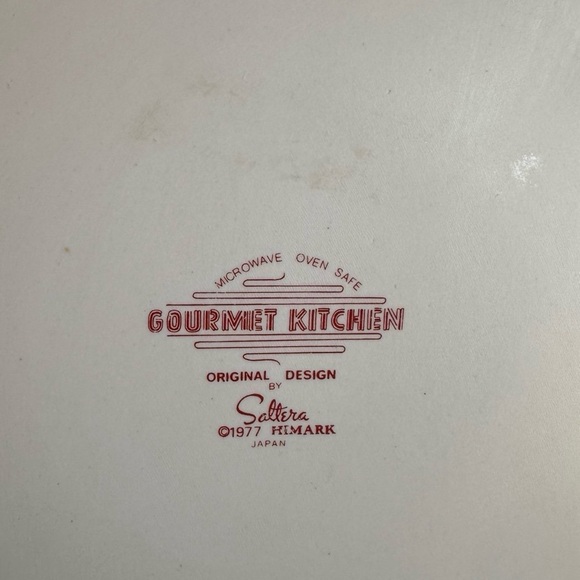 MICROWAVE OVEN SAFE
GOURMET KITCHEN
ORIGINAL DESIGN
BY
Saltera
©1977 HIMARK
JAPAN